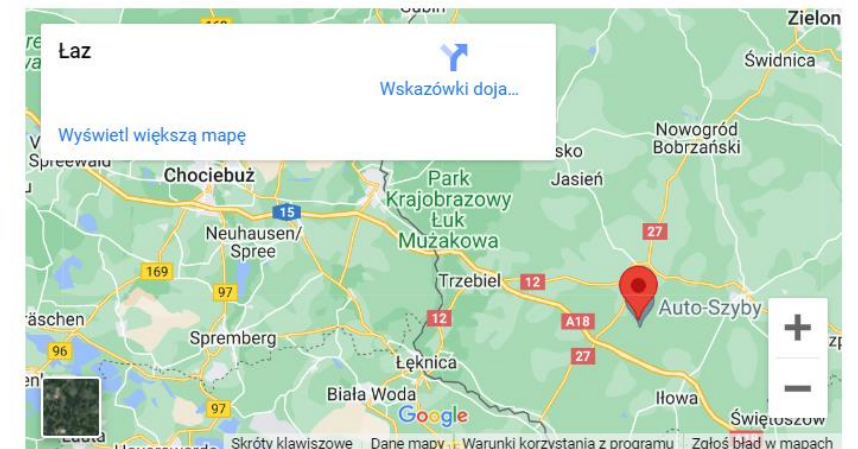 Zielon
Łaz
Świdnica
Wskazówki doja...
Wyświetl większą mapę
Nowogród
Bobrzański
sko
Spreewald
Chociebuż
Park
Krajobrazowy
Łuk
Mużakowa
Jasień
15
Neuhausen/
Spree
27
169
97
Trzebiel
12
Auto-Szyby
räschen
12
A18
Spremberg
96
27
Łęknica
Biała Woda
Iłowa
97
Google
Świętoszów
Skróty klawiszowe
Dane mapy
Warunki korzystania z programu
Zgłoś błąd w mapach